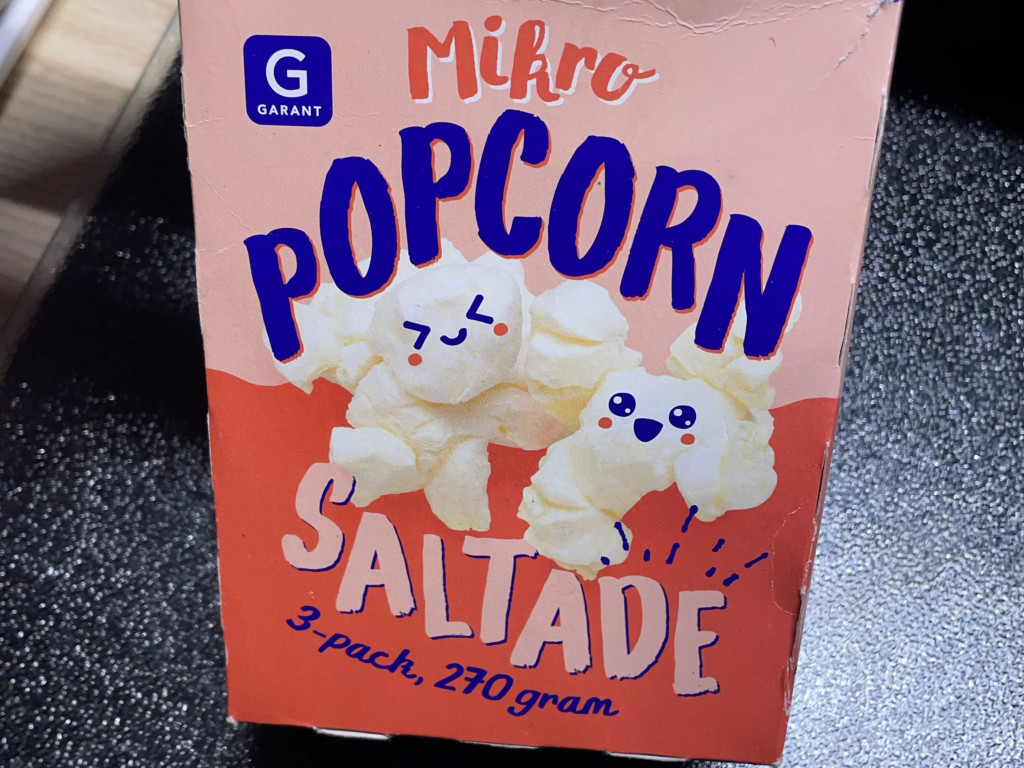 Mikro
G
GARANT
POPCORN
SALTADE
3-pack, 270 gram